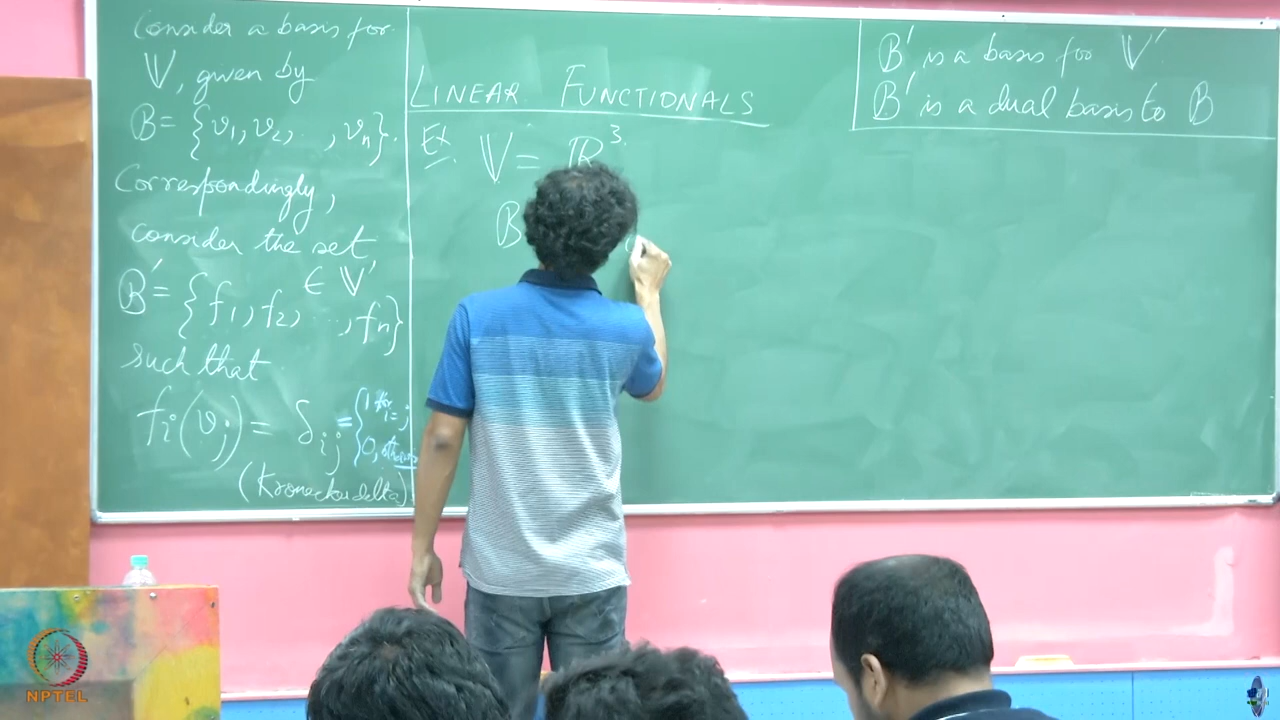 Consider a basis for
V, given by
B = {v1, v2, .., vn}.
Correspondingly,
consider the set
B' = {f1, f2, ..., fn} ∈ V'
such that
fi(vj) = δij = {1 for i=j
0, otherwise
(Kronecker delta)
LINEAR FUNCTIONALS
Ex. V = R³.
B
B' is a basis for V'
B' is a dual basis to B
NPTEL